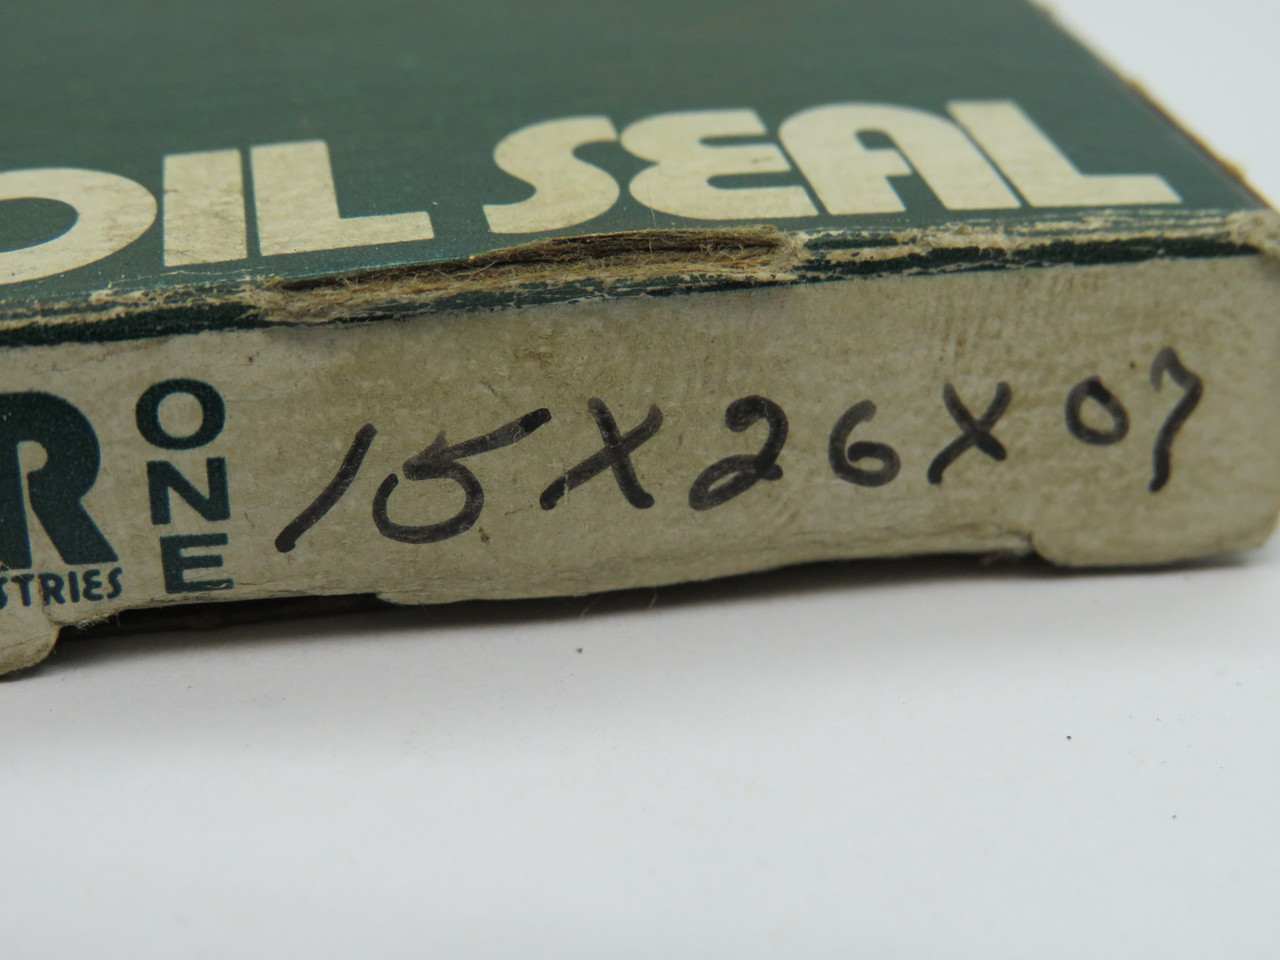 OIL SEAL
R
ONE
STRIES
15X26X07